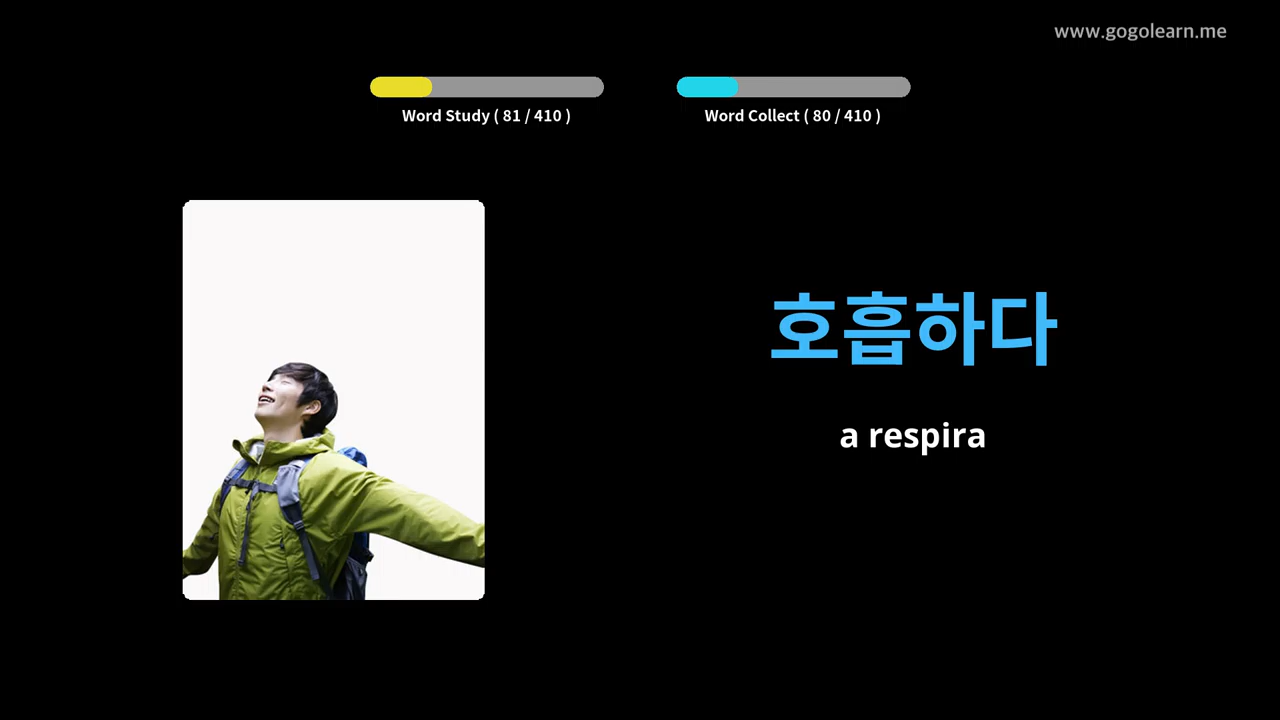 www.gogolearn.me
Word Study ( 81 / 410 )
Word Collect ( 80 / 410 )
호흡하다
a respira